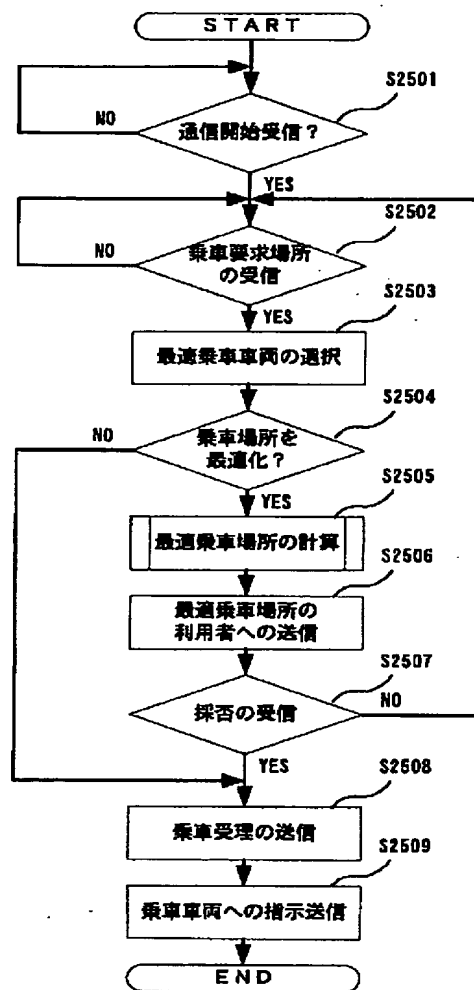 START
S2501
通信開始受信？
NO
YES
S2502
乗車要求場所
の受信
NO
YES
S2503
最適乗車車両の選択
S2504
乗車場所を
最適化？
NO
YES
S2505
最適乗車場所の計算
S2506
最適乗車場所の
利用者への送信
S2507
採否の受信
NO
YES
S2508
乗車受理の送信
S2509
乗車車両への指示送信
END